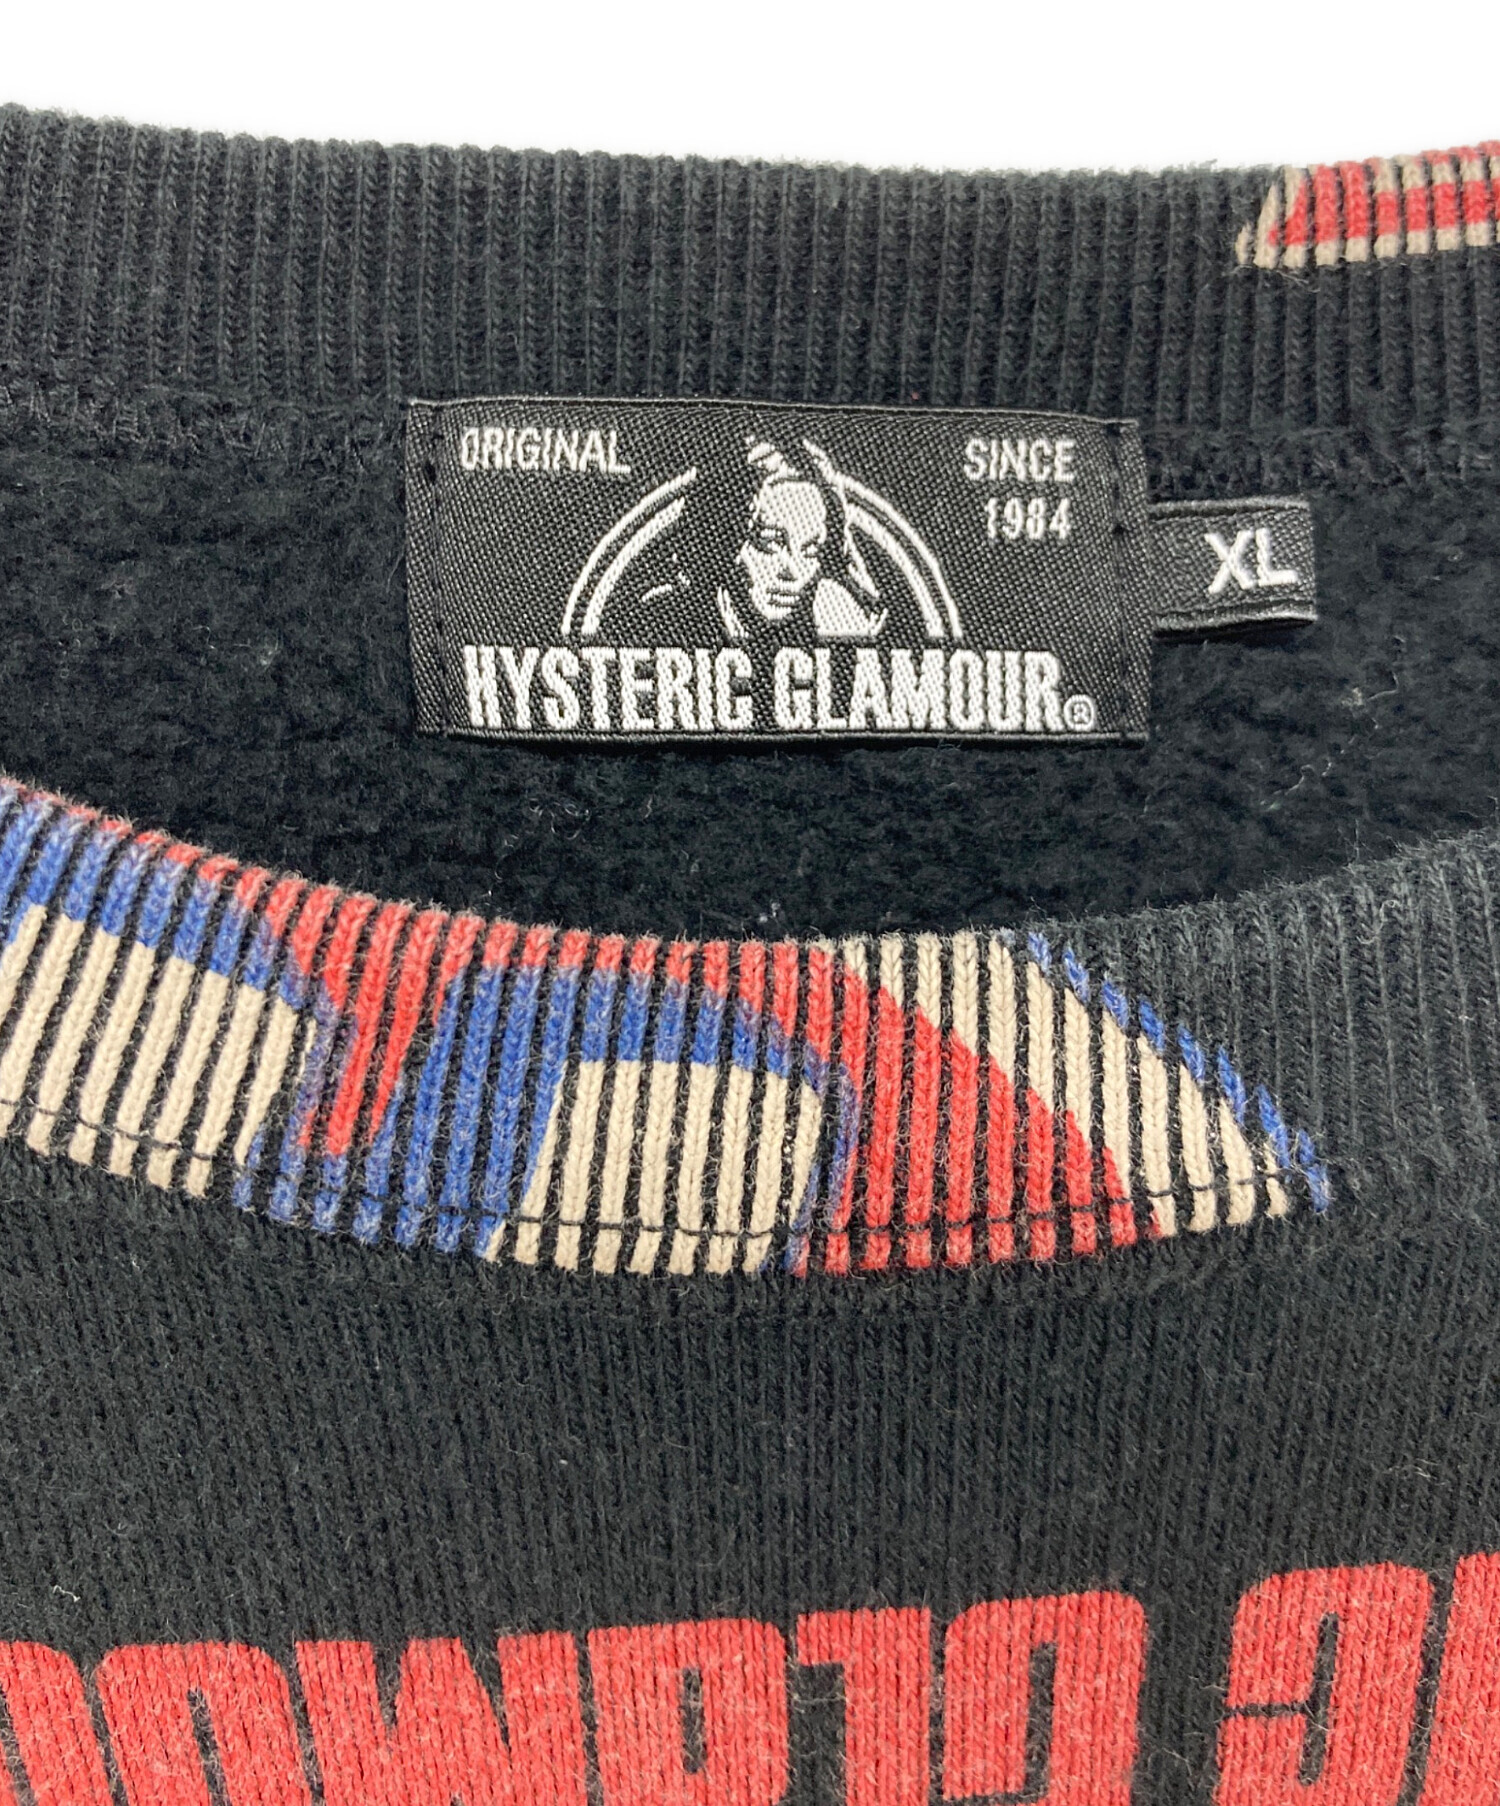 ORIGINAL
SINCE
1984
HYSTERIC GLAMOUR®
XL